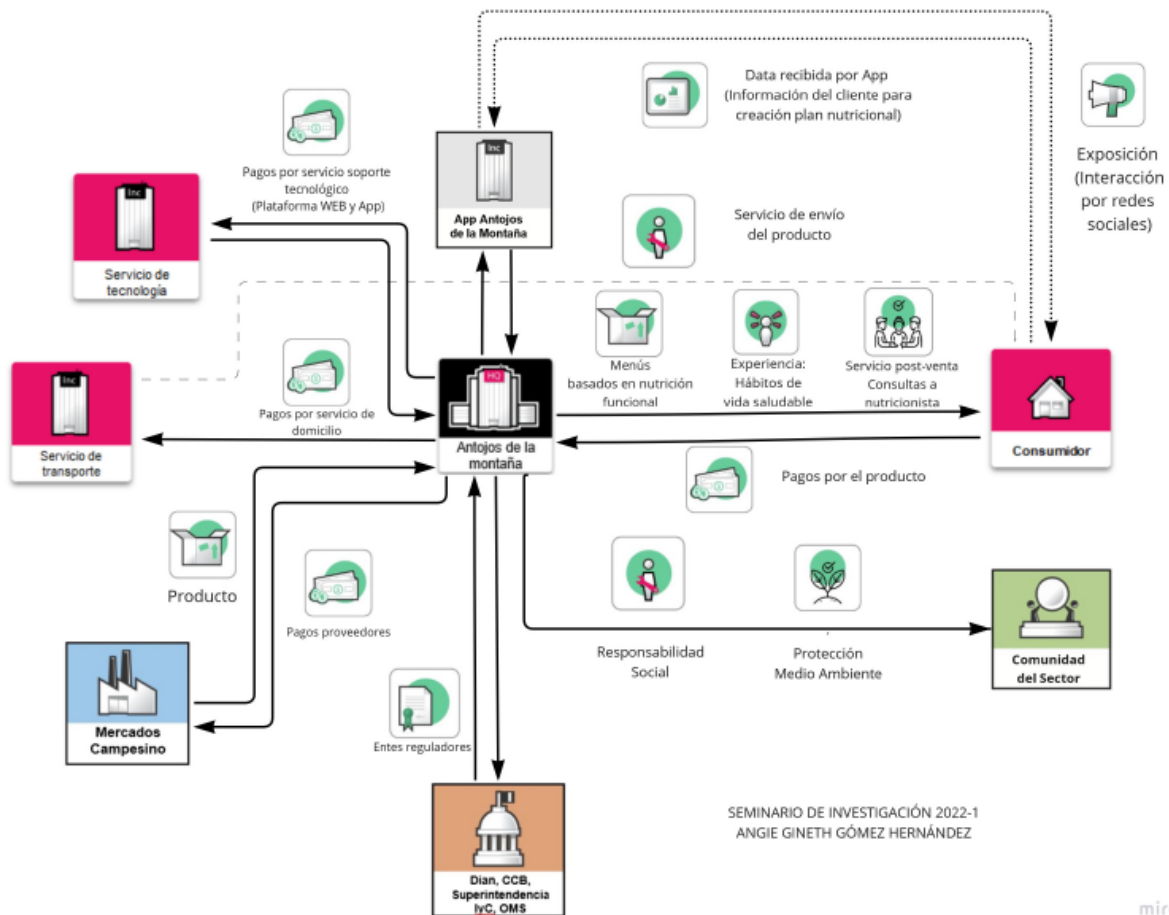 Data recibida por App
(Información del cliente para
creación plan nutricional)
Exposición
(Interacción
por redes
sociales)
Pagos por servicio soporte
tecnológico
(Plataforma WEB y App)
Inc
App Antojos
de la Montaña
Servicio de envío
del producto
Inc
Servicio de
tecnología
Inc
Servicio de
transporte
Pagos por servicio de
domicilio
HQ
Antojos de la
montaña
Menús
basados en nutrición
funcional
Experiencia:
Hábitos de
vida saludable
Servicio post-venta
Consultas a
nutricionista
Consumidor
Pagos por el producto
Producto
Pagos proveedores
Mercados
Campesino
Entes reguladores
Responsabilidad
Social
Protección
Medio Ambiente
Comunidad
del Sector
Dian, CCB,
Superintendencia
IyC, OMS
SEMINARIO DE INVESTIGACIÓN 2022-1
ANGIE GINETH GÓMEZ HERNÁNDEZ